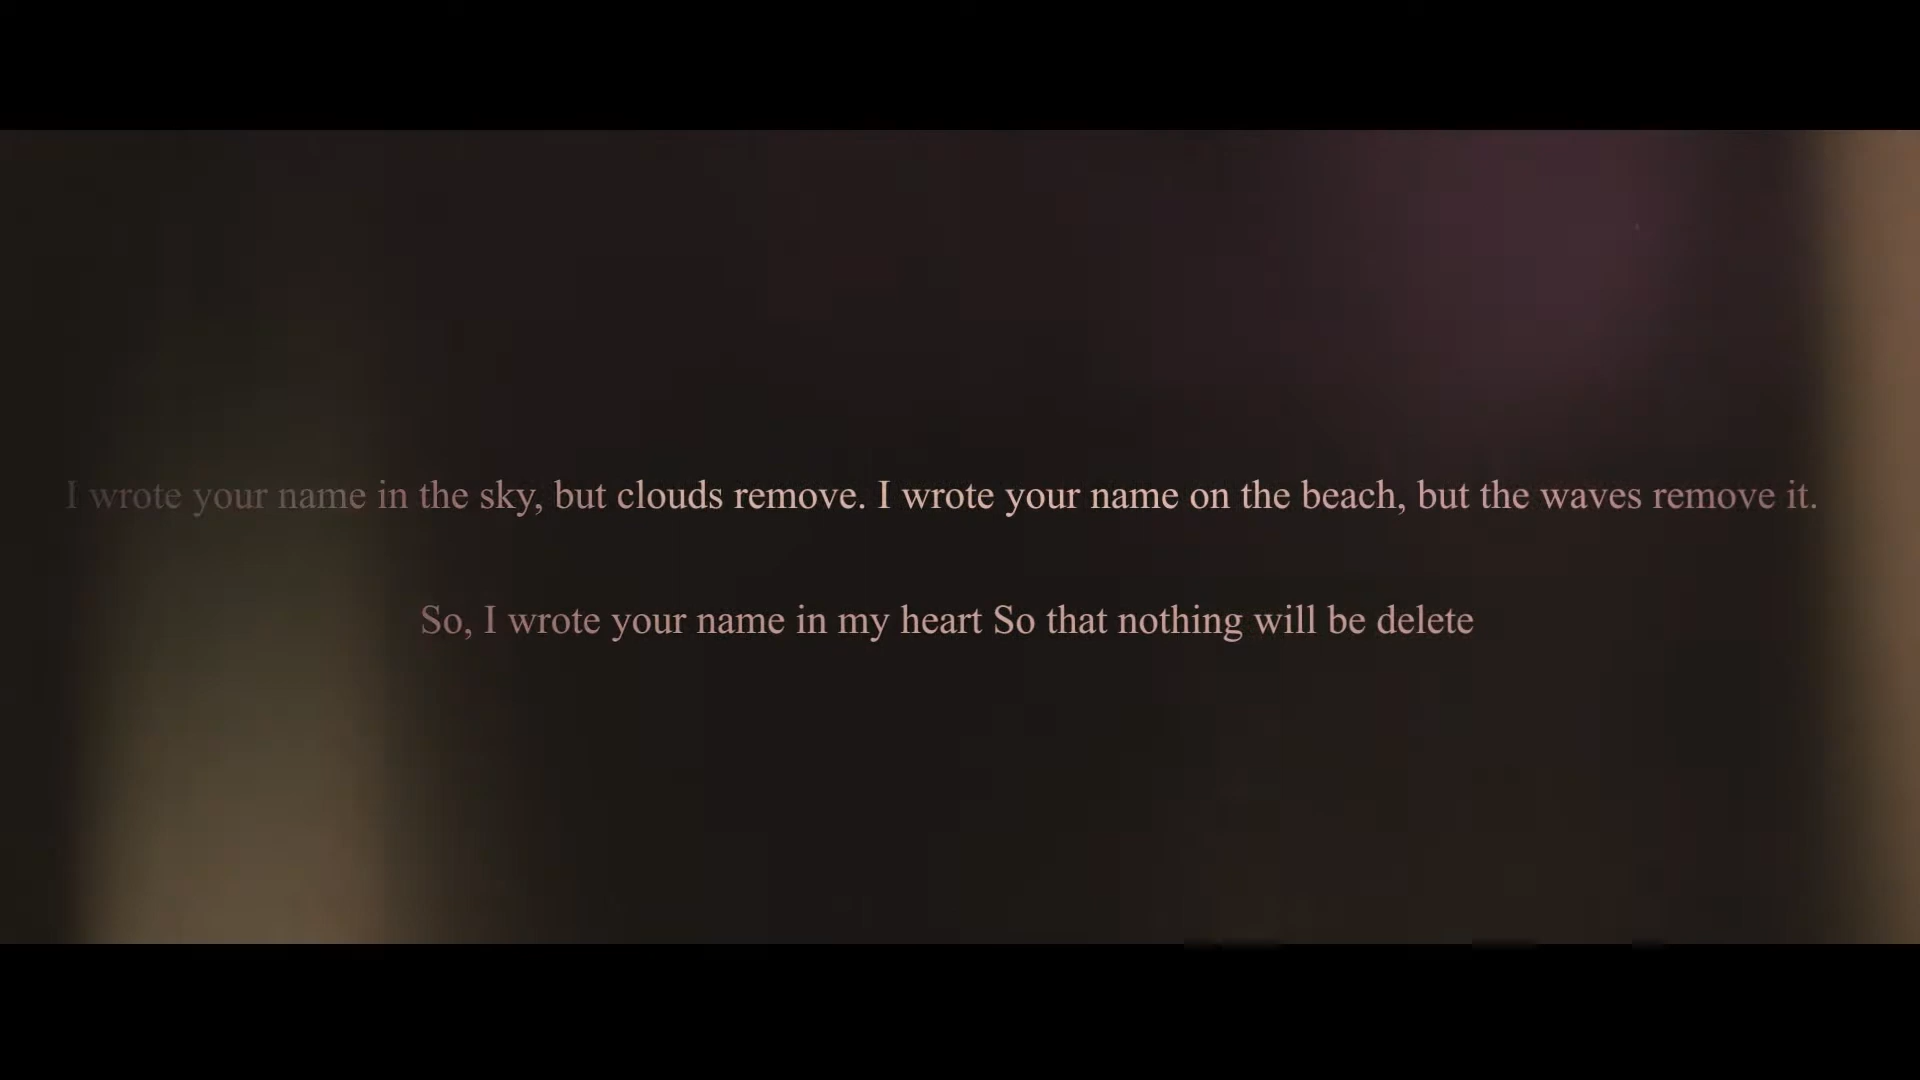 I wrote your name in the sky, but clouds remove. I wrote your name on the beach, but the waves remove it.
So, I wrote your name in my heart So that nothing will be delete